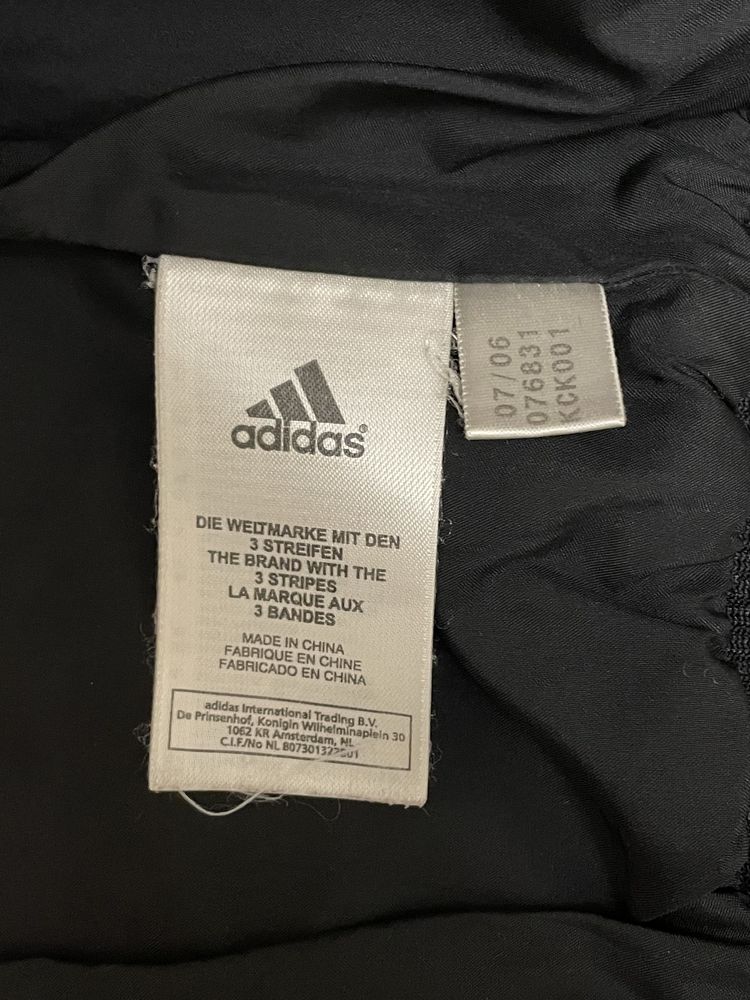 adidas®
DIE WELTMARKE MIT DEN
3 STREIFEN
THE BRAND WITH THE
3 STRIPES
LA MARQUE AUX
3 BANDES
MADE IN CHINA
FABRIQUE EN CHINE
FABRICADO EN CHINA
adidas International Trading B.V.
De Prinsenhof, Konigin Wilhelminaplein 30
1062 KR Amsterdam, NL
C.I.F./No NL
07/06
076831
KCK001